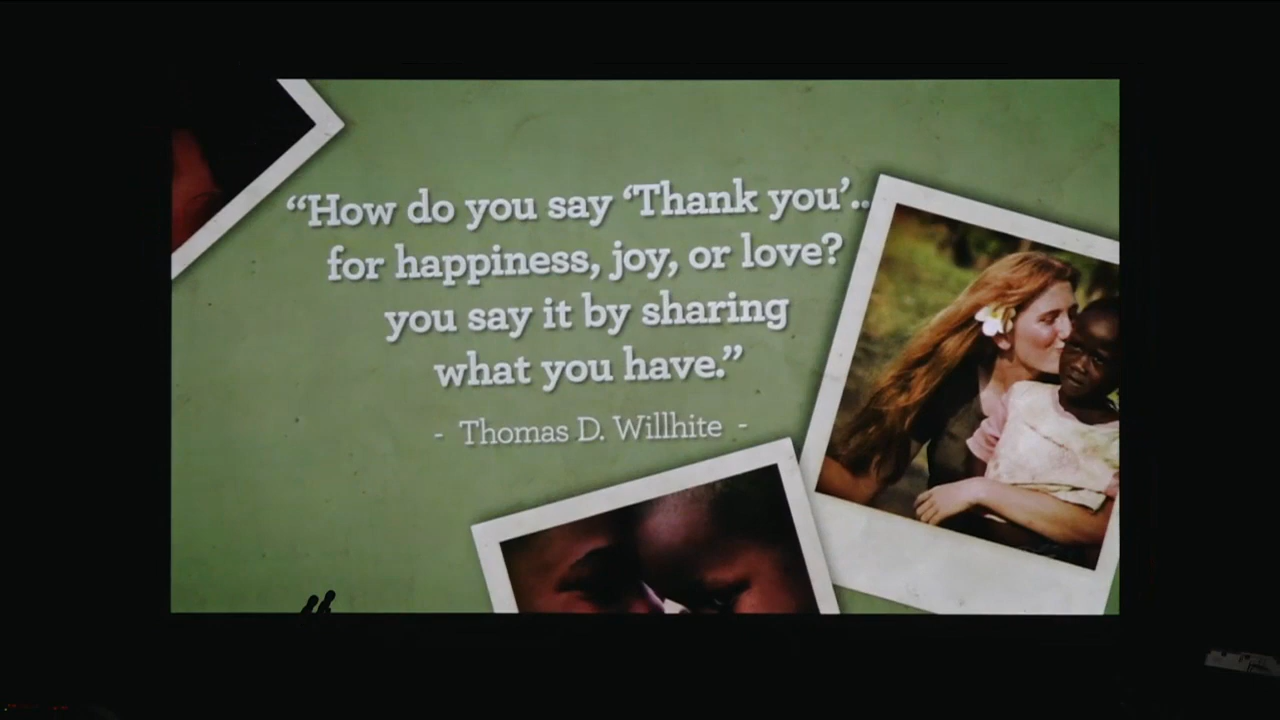 “How do you say ‘Thank you’..
for happiness, joy, or love?
you say it by sharing
what you have.”
- Thomas D. Willhite -